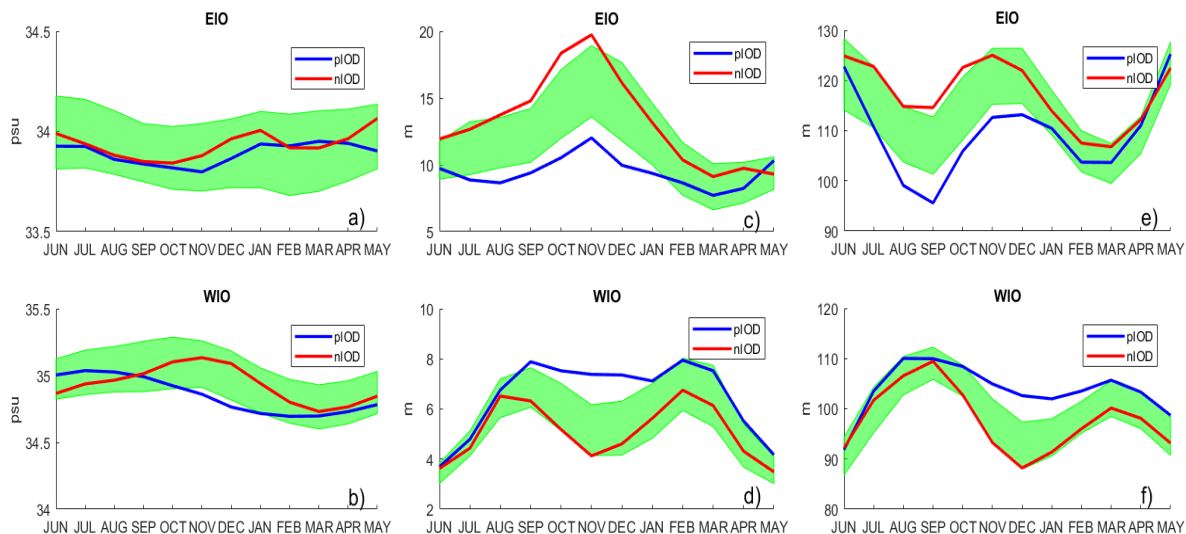 EIO
34.5
34
33.5
psu
pIOD
nIOD
a)
JUN JUL AUG SEP OCT NOV DEC JAN FEB MAR APR MAY
EIO
20
15
10
5
m
pIOD
nIOD
c)
JUN JUL AUG SEP OCT NOV DEC JAN FEB MAR APR MAY
EIO
130
120
110
100
90
m
pIOD
nIOD
e)
JUN JUL AUG SEP OCT NOV DEC JAN FEB MAR APR MAY
WIO
35.5
35
34.5
34
psu
pIOD
nIOD
b)
JUN JUL AUG SEP OCT NOV DEC JAN FEB MAR APR MAY
WIO
10
8
6
4
2
m
pIOD
nIOD
d)
JUN JUL AUG SEP OCT NOV DEC JAN FEB MAR APR MAY
WIO
120
110
100
90
80
m
pIOD
nIOD
f)
JUN JUL AUG SEP OCT NOV DEC JAN FEB MAR APR MAY